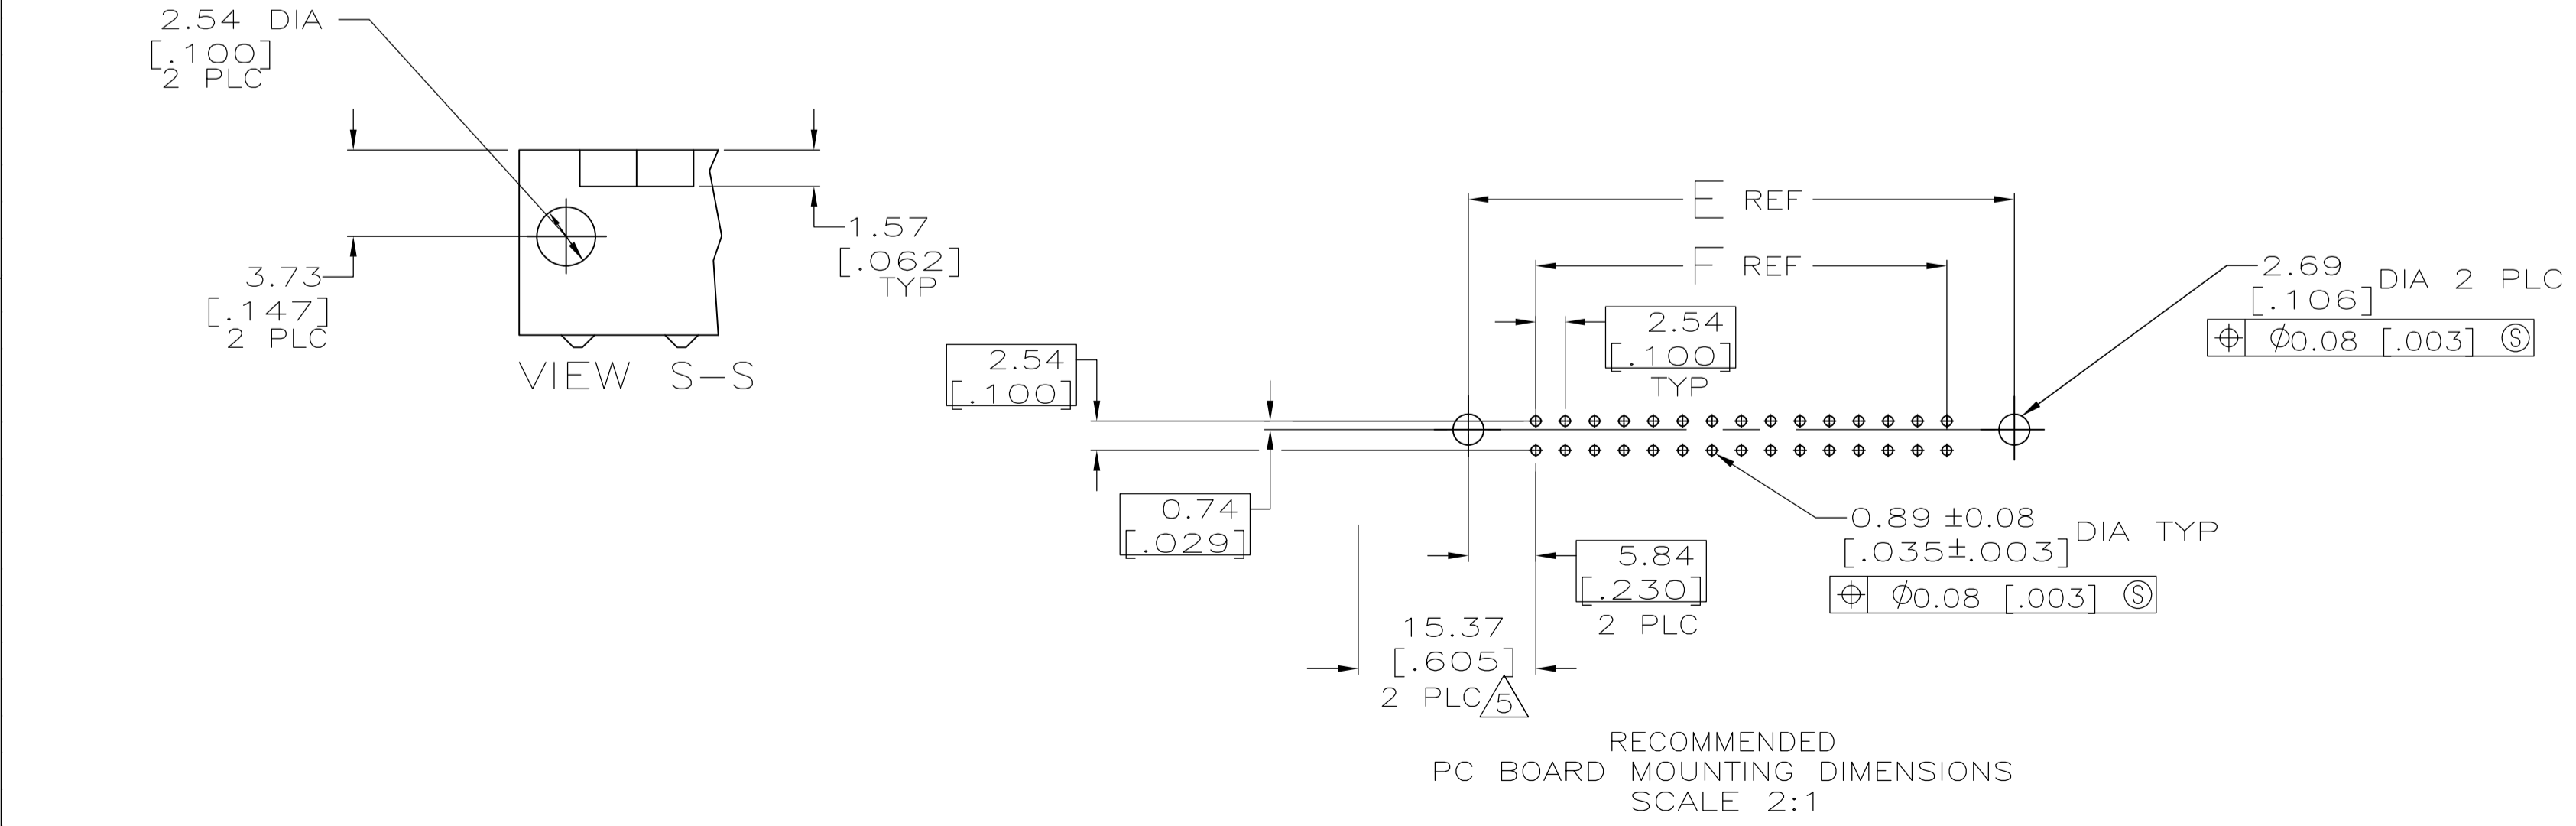 2.54 DIA
[.100]
2 PLC
3.73
[.147]
2 PLC
1.57
[.062]
TYP
VIEW S-S
E REF
F REF
2.54
[.100]
TYP
2.54
[.100]
0.74
[.029]
5.84
[.230]
2 PLC
15.37
[.605]
2 PLC 5
2.69
[.106] DIA 2 PLC
⌖ Ø0.08 [.003] Ⓢ
0.89 ±0.08
[.035±.003] DIA TYP
⌖ Ø0.08 [.003] Ⓢ
RECOMMENDED
PC BOARD MOUNTING DIMENSIONS
SCALE 2:1